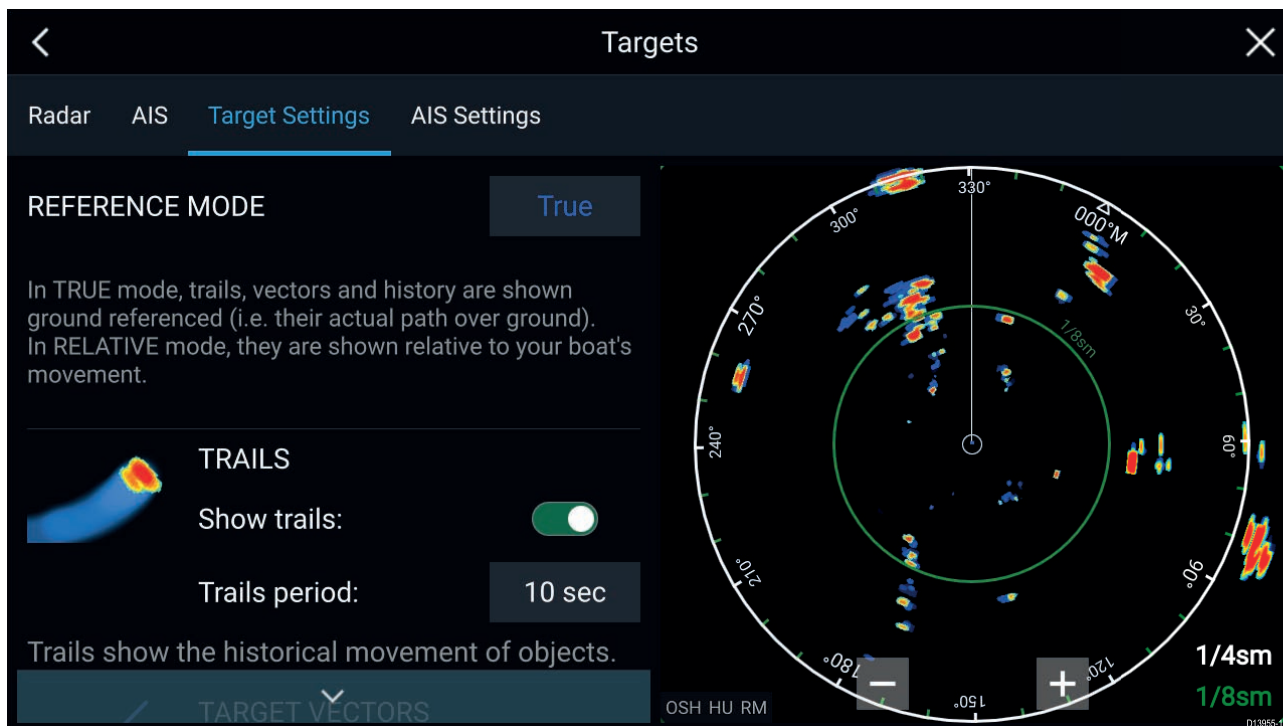 Targets
Radar AIS Target Settings AIS Settings
REFERENCE MODE True
In TRUE mode, trails, vectors and history are shown
ground referenced (i.e. their actual path over ground).
In RELATIVE mode, they are shown relative to your boat's
movement.
TRAILS
Show trails:
Trails period: 10 sec
Trails show the historical movement of objects.
TARGET VECTORS
330°
000°M
30°
60°
90°
120°
150°
180°
210°
240°
270°
300°
1/8sm
− +
OSH HU RM
1/4sm
1/8sm
D13955-1